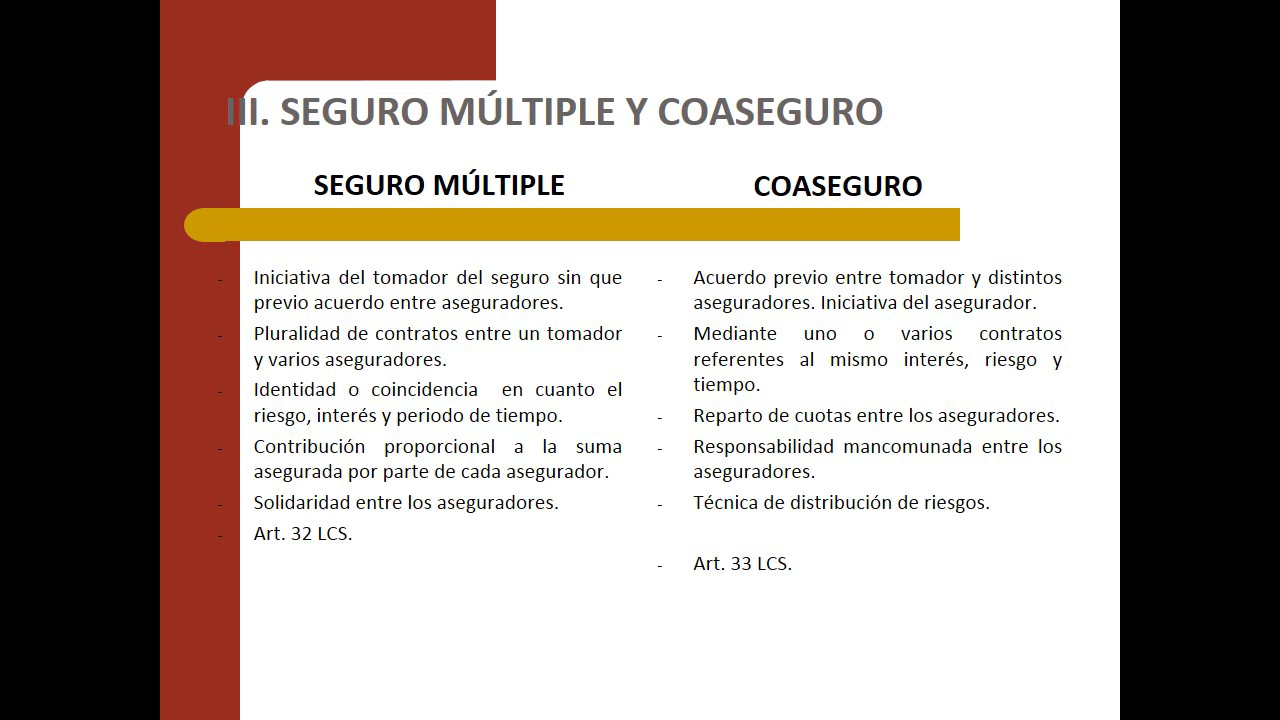 III. SEGURO MÚLTIPLE Y COASEGURO
SEGURO MÚLTIPLE
- Iniciativa del tomador del seguro sin que
previo acuerdo entre aseguradores.
- Pluralidad de contratos entre un tomador
y varios aseguradores.
- Identidad o coincidencia en cuanto el
riesgo, interés y periodo de tiempo.
- Contribución proporcional a la suma
asegurada por parte de cada asegurador.
- Solidaridad entre los aseguradores.
- Art. 32 LCS.
COASEGURO
- Acuerdo previo entre tomador y distintos
aseguradores. Iniciativa del asegurador.
- Mediante uno o varios contratos
referentes al mismo interés, riesgo y
tiempo.
- Reparto de cuotas entre los aseguradores.
- Responsabilidad mancomunada entre los
aseguradores.
- Técnica de distribución de riesgos.
- Art. 33 LCS.